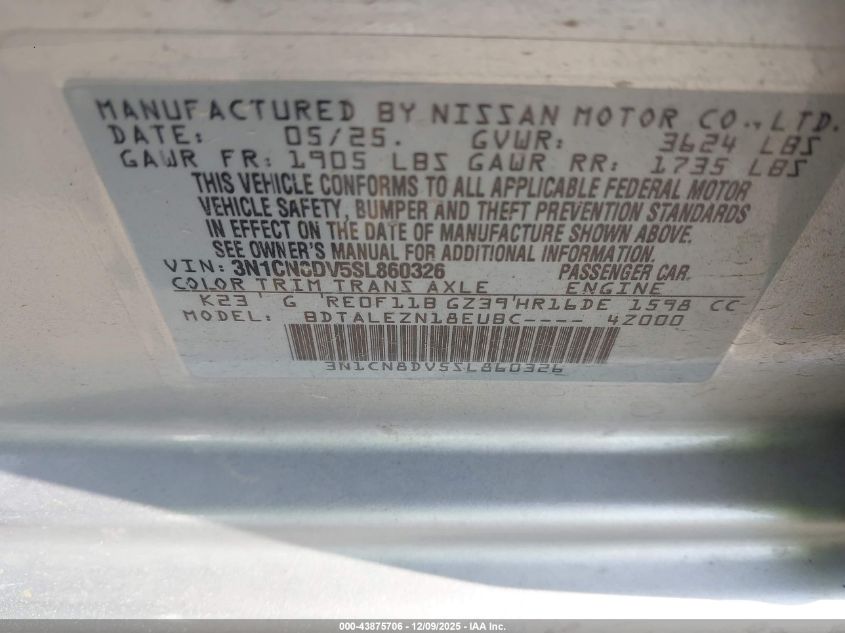 MANUFACTURED BY NISSAN MOTOR CO., LTD.
DATE: 05/25. GVWR: 3624 LBS
GAWR FR: 1905 LBS GAWR RR: 1735 LBS
THIS VEHICLE CONFORMS TO ALL APPLICABLE FEDERAL MOTOR
VEHICLE SAFETY, BUMPER AND THEFT PREVENTION STANDARDS
IN EFFECT ON THE DATE OF MANUFACTURE SHOWN ABOVE.
SEE OWNER'S MANUAL FOR ADDITIONAL INFORMATION.
VIN: 3N1CN8DV5SL860326 PASSENGER CAR.
COLOR TRIM TRANS AXLE ENGINE
K23 G RE0F11B GZ39 HR16DE 1598 CC
MODEL: BDTALEZN18EUBC---- 4Z000
3N1CN8DV5SL860326
000-43875706 - 12/09/2025 - IAA Inc.